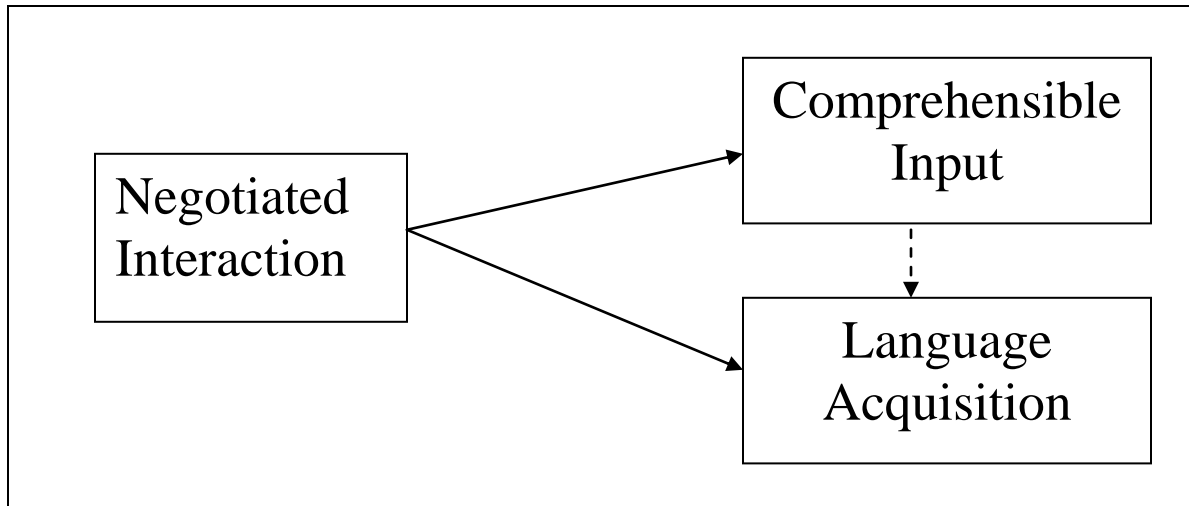 Negotiated
Interaction
Comprehensible
Input
Language
Acquisition